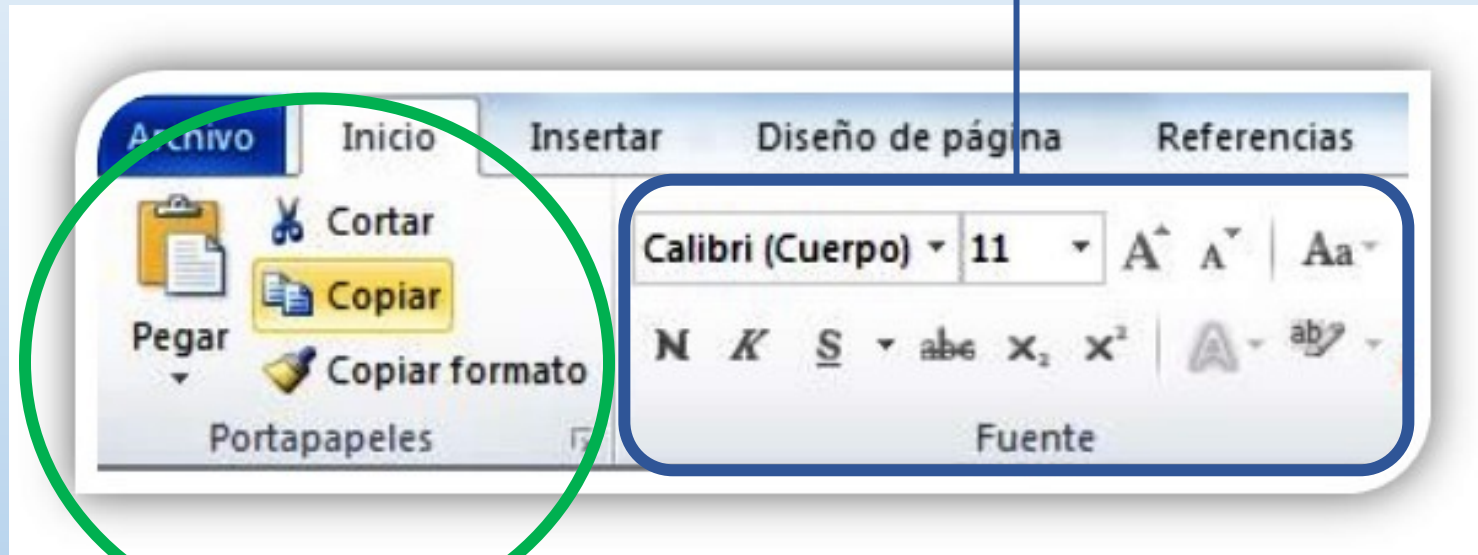 Archivo Inicio Insertar Diseño de página Referencias
Cortar
Copiar
Pegar
Copiar formato
Portapapeles
Calibri (Cuerpo) 11 A A Aa
N K S abc x₂ x² A ab
Fuente